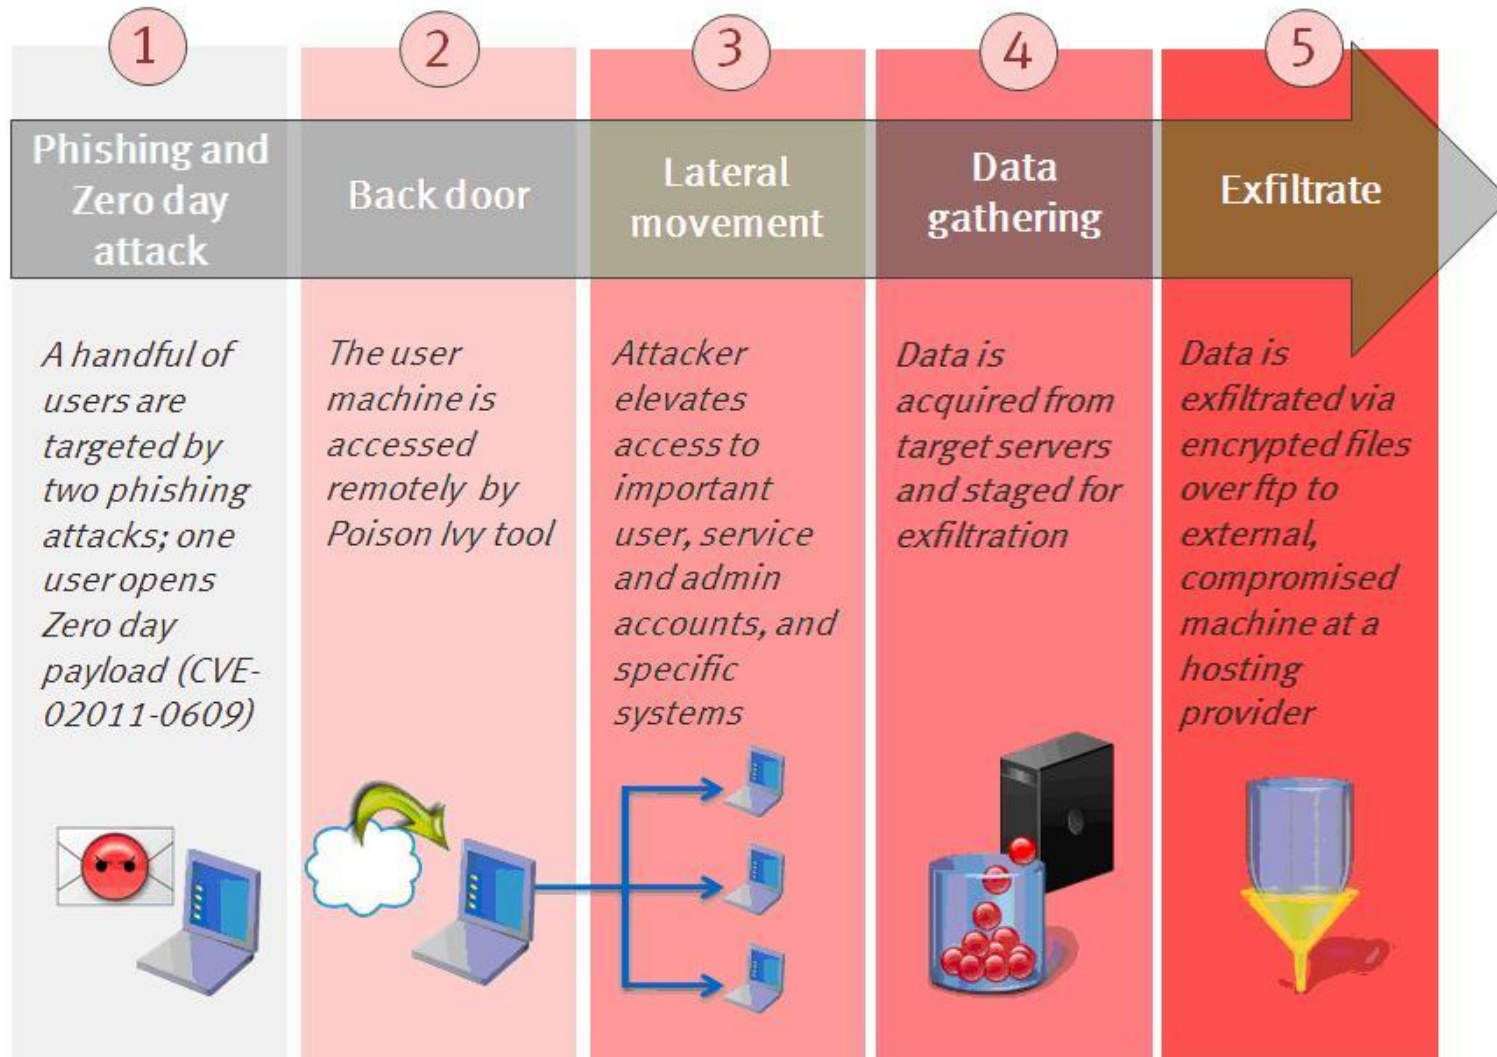 1
Phishing and
Zero day
attack
A handful of
users are
targeted by
two phishing
attacks; one
user opens
Zero day
payload (CVE-
02011-0609)
2
Back door
The user
machine is
accessed
remotely by
Poison Ivy tool
3
Lateral
movement
Attacker
elevates
access to
important
user, service
and admin
accounts, and
specific
systems
4
Data
gathering
Data is
acquired from
target servers
and staged for
exfiltration
5
Exfiltrate
Data is
exfiltrated via
encrypted files
over ftp to
external,
compromised
machine at a
hosting
provider